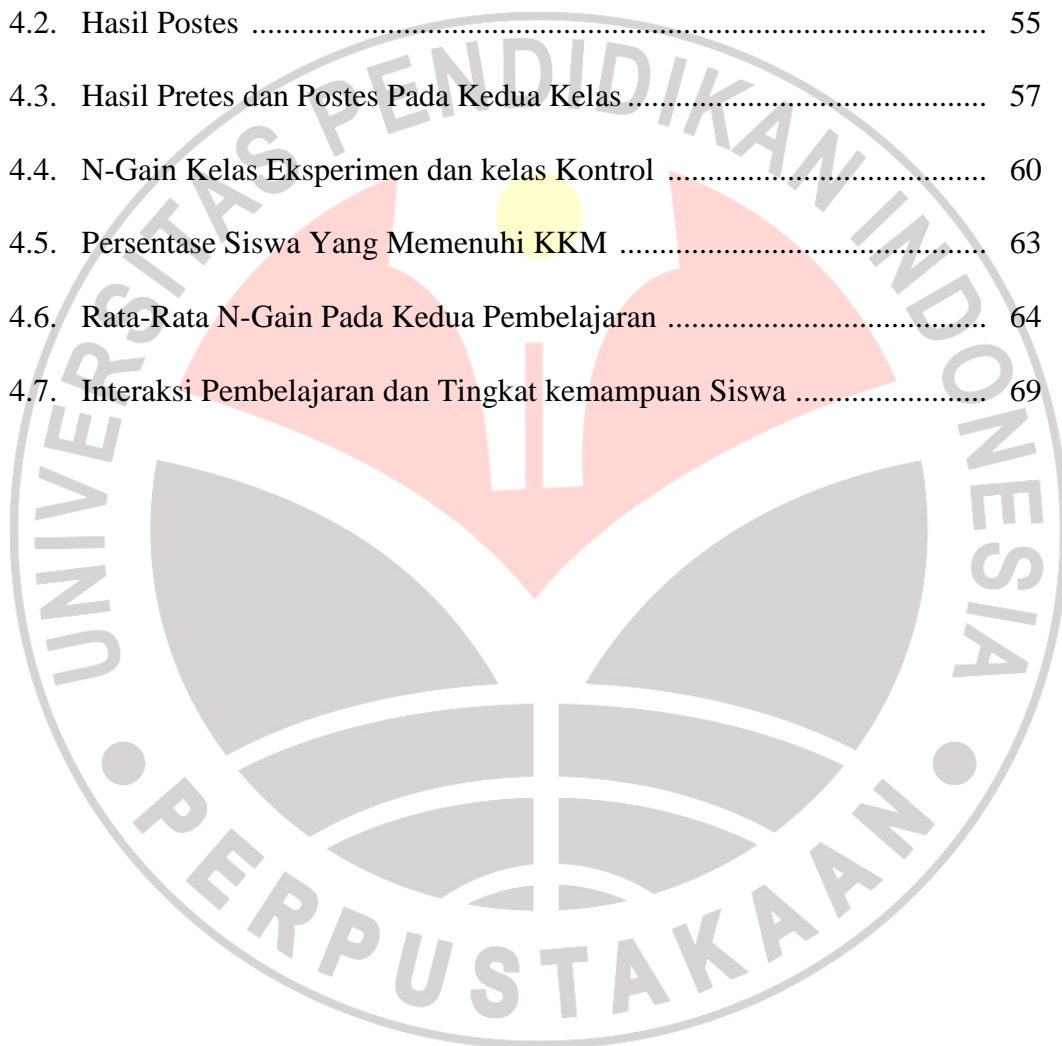 4.2. Hasil Postes ........................................................................................ 55
4.3. Hasil Pretes dan Postes Pada Kedua Kelas ........................................... 57
4.4. N-Gain Kelas Eksperimen dan kelas Kontrol ...................................... 60
4.5. Persentase Siswa Yang Memenuhi KKM ............................................ 63
4.6. Rata-Rata N-Gain Pada Kedua Pembelajaran ...................................... 64
4.7. Interaksi Pembelajaran dan Tingkat kemampuan Siswa ....................... 69
UNIVERSITAS PENDIDIKAN INDONESIA
PERPUSTAKAAN